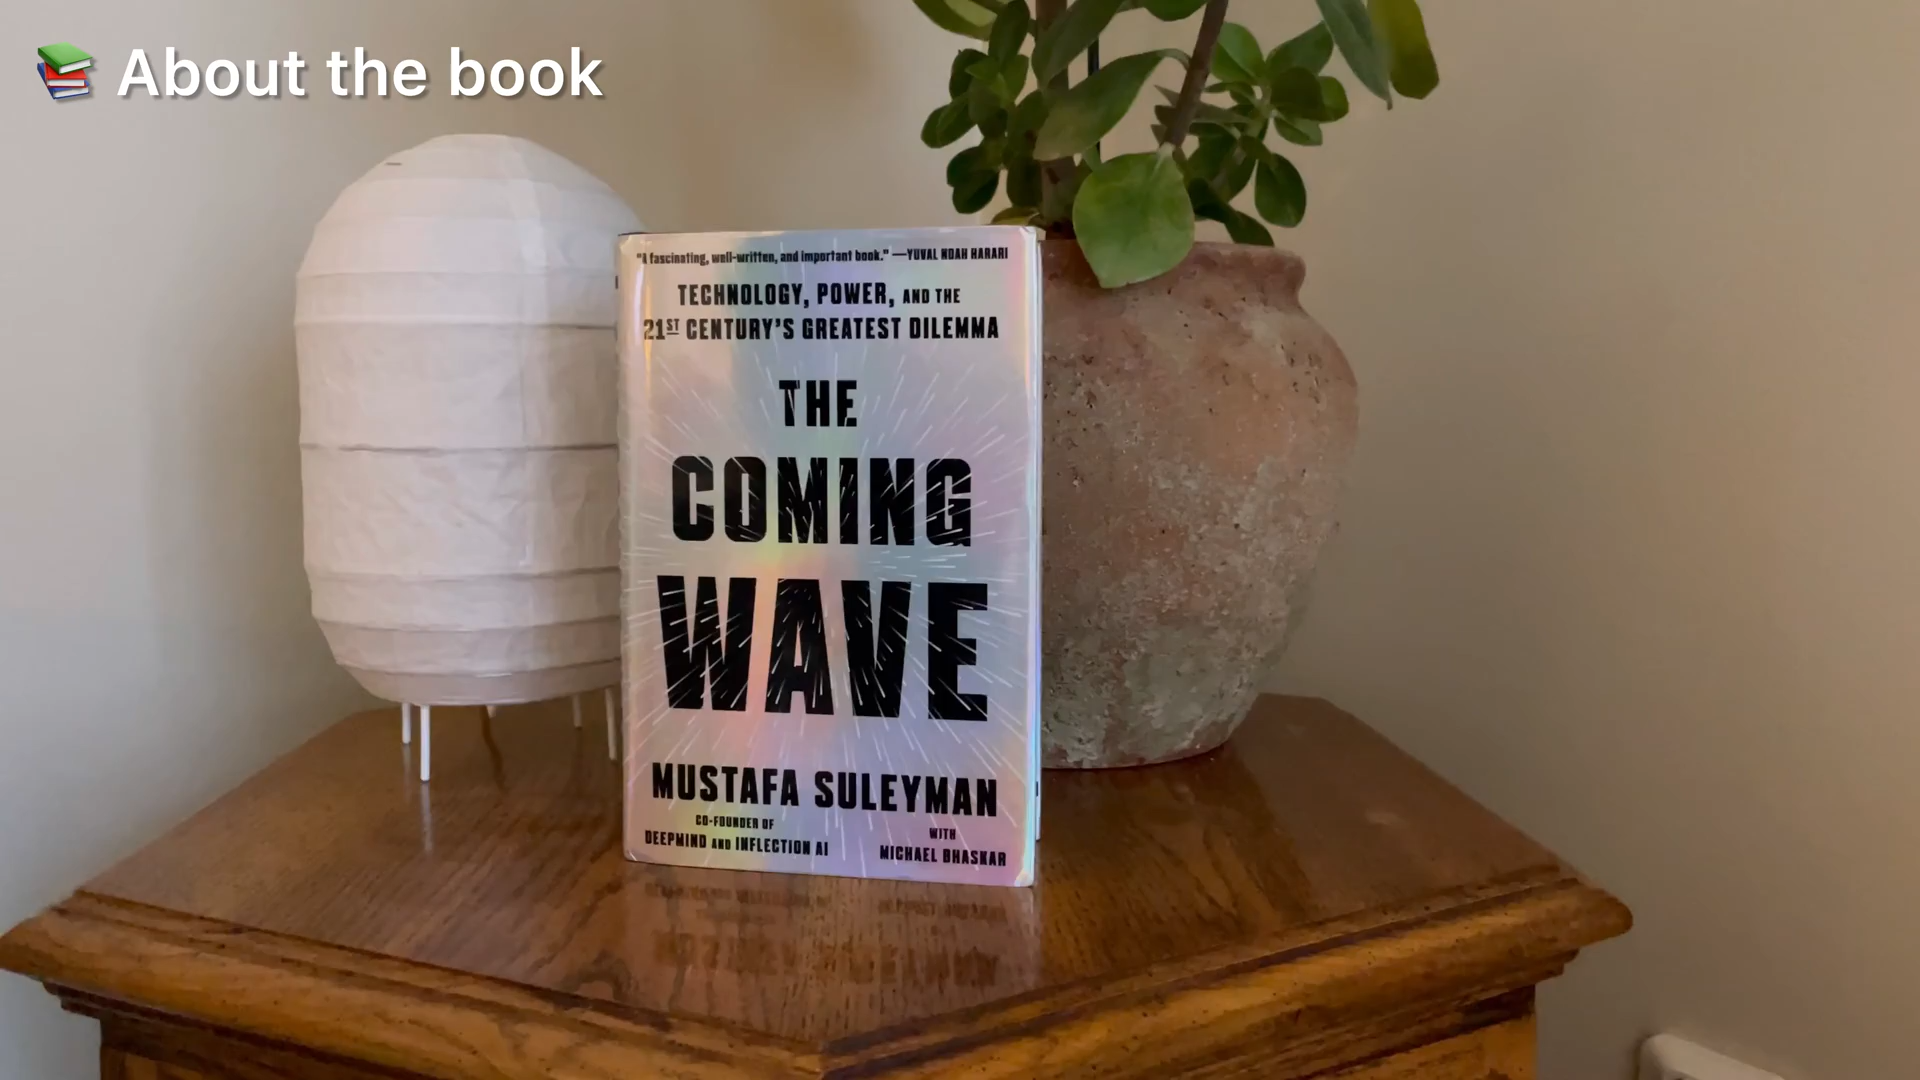 About the book
"A fascinating, well-written, and important book." —YUVAL NOAH HARARI
TECHNOLOGY, POWER, AND THE
21ST CENTURY'S GREATEST DILEMMA
THE
COMING
WAVE
MUSTAFA SULEYMAN
CO-FOUNDER OF
DEEPMIND AND INFLECTION AI
WITH
MICHAEL BHASKAR